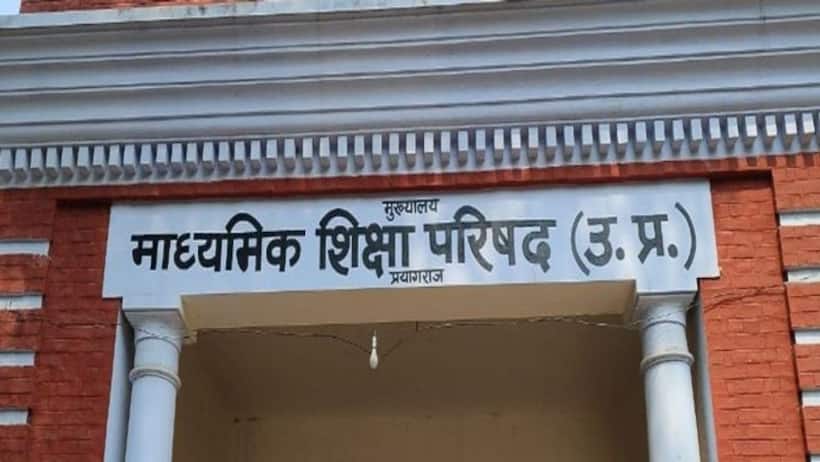 मुख्यालय
माध्यमिक शिक्षा परिषद (उ. प्र.)
प्रयागराज